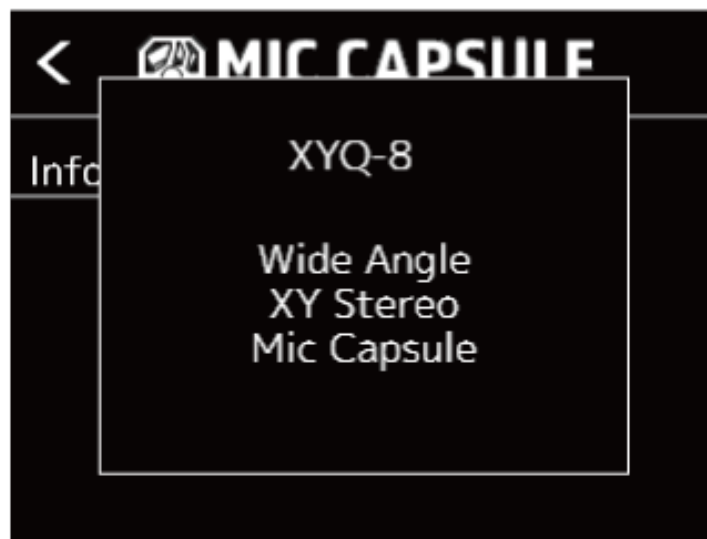 < MIC CAPSULE
Info
XYQ-8
Wide Angle
XY Stereo
Mic Capsule